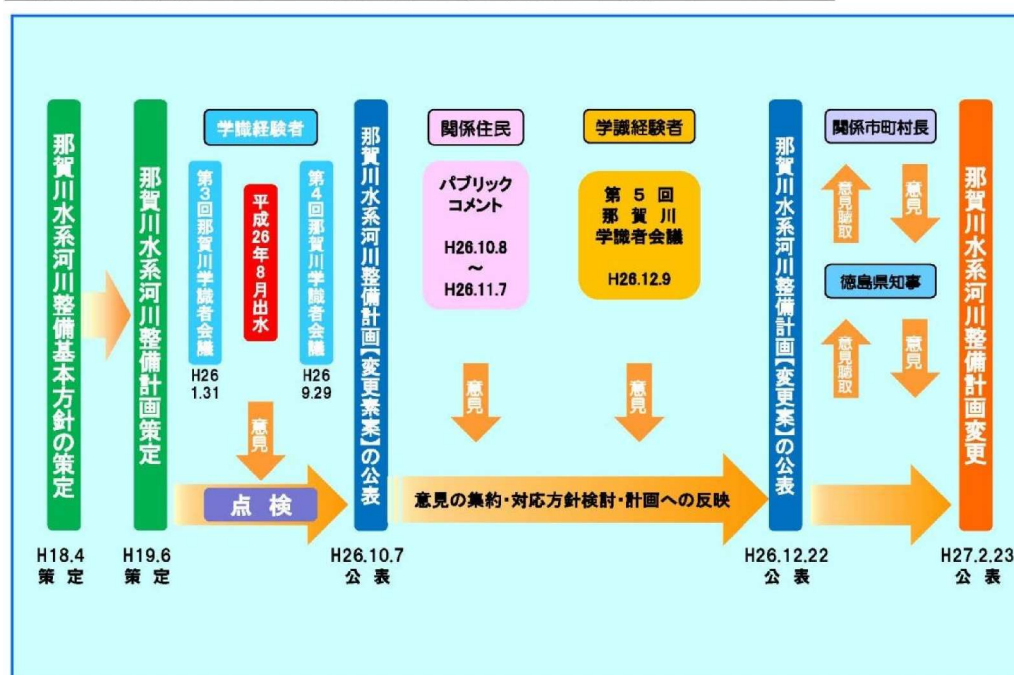 那賀川水系河川整備基本方針の策定
H18.4
策 定
那賀川水系河川整備計画策定
H19.6
策 定
学識経験者
第3回那賀川学識者会議
H26
1.31
平成26年8月出水
第4回那賀川学識者会議
H26
9.29
意見
点 検
那賀川水系河川整備計画【変更素案】の公表
H26.10.7
公 表
関係住民
パブリック
コメント
H26.10.8
～
H26.11.7
意見
学識経験者
第 5 回
那 賀 川
学識者会議
H26.12.9
意見
意見の集約・対応方針検討・計画への反映
那賀川水系河川整備計画【変更案】の公表
H26.12.22
公 表
関係市町村長
意見聴取
意見
徳島県知事
意見聴取
意見
那賀川水系河川整備計画変更
H27.2.23
公 表